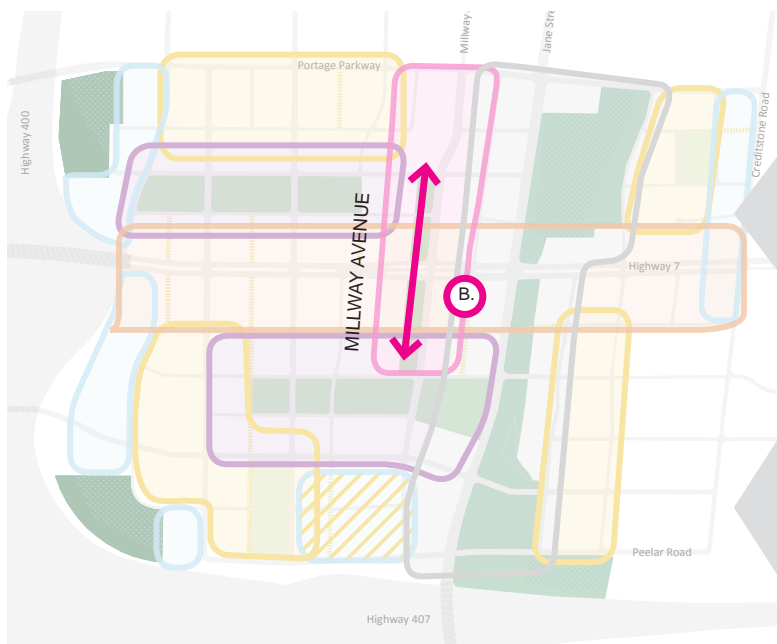 Millway
Jane Stre
Portage Parkway
Highway 400
Creditstone Road
MILLWAY AVENUE
Highway 7
B.
Peelar Road
Highway 407